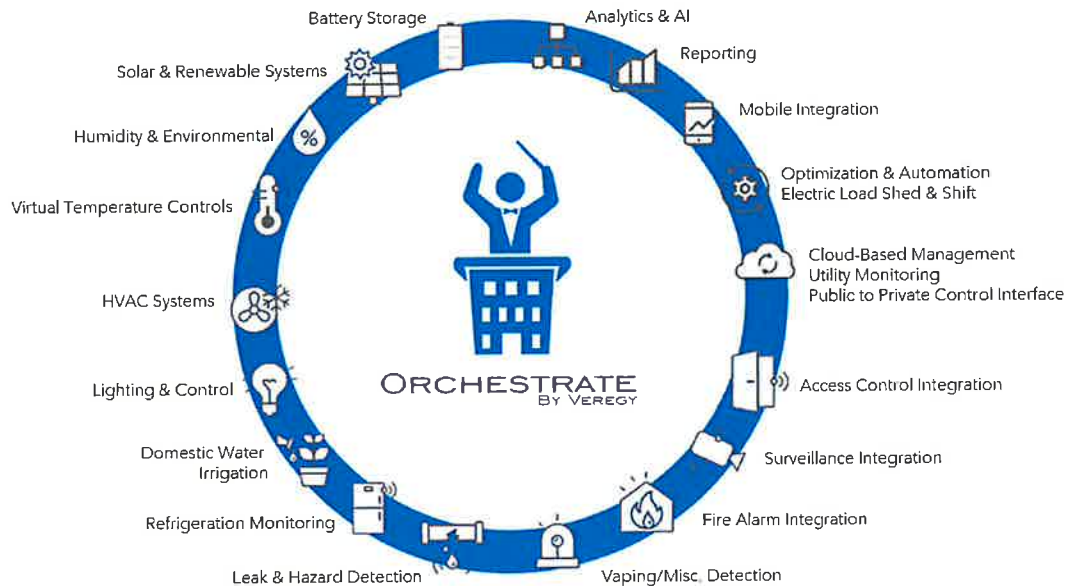 Battery Storage
Analytics & AI
Solar & Renewable Systems
Reporting
Humidity & Environmental
%
Mobile Integration
Virtual Temperature Controls
Optimization & Automation
Electric Load Shed & Shift
HVAC Systems
Cloud-Based Management
Utility Monitoring
Public to Private Control Interface
ORCHESTRATE
BY VEREGY
Lighting & Control
Access Control Integration
Domestic Water
Irrigation
Surveillance Integration
Refrigeration Monitoring
Fire Alarm Integration
Leak & Hazard Detection
Vaping/Misc. Detection